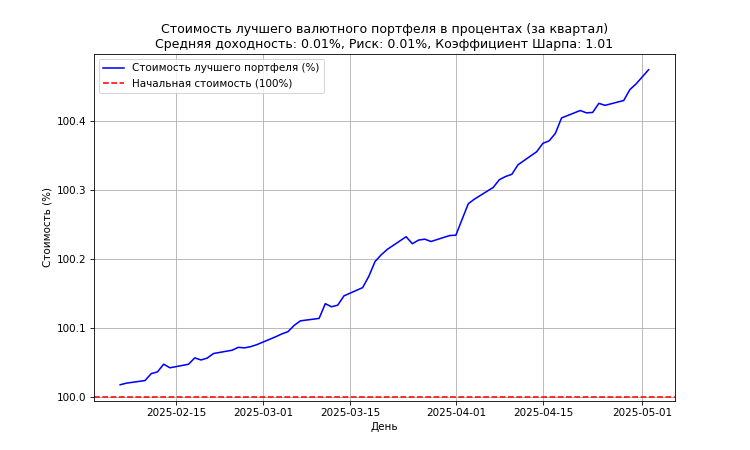 Стоимость лучшего валютного портфеля в процентах (за квартал)
Средняя доходность: 0.01%, Риск: 0.01%, Коэффициент Шарпа: 1.01
Стоимость лучшего портфеля (%)
Начальная стоимость (100%)
Стоимость (%)
100.4
100.3
100.2
100.1
100.0
2025-02-15 2025-03-01 2025-03-15 2025-04-01 2025-04-15 2025-05-01
День